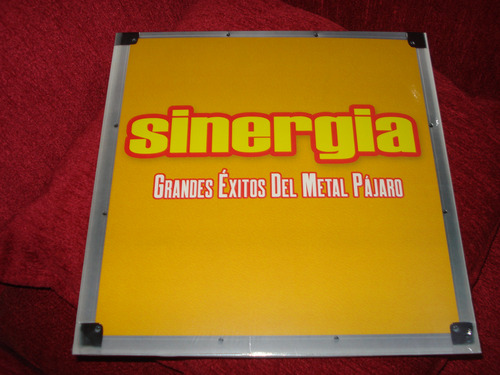 sinergia
Grandes Éxitos Del Metal Pájaro